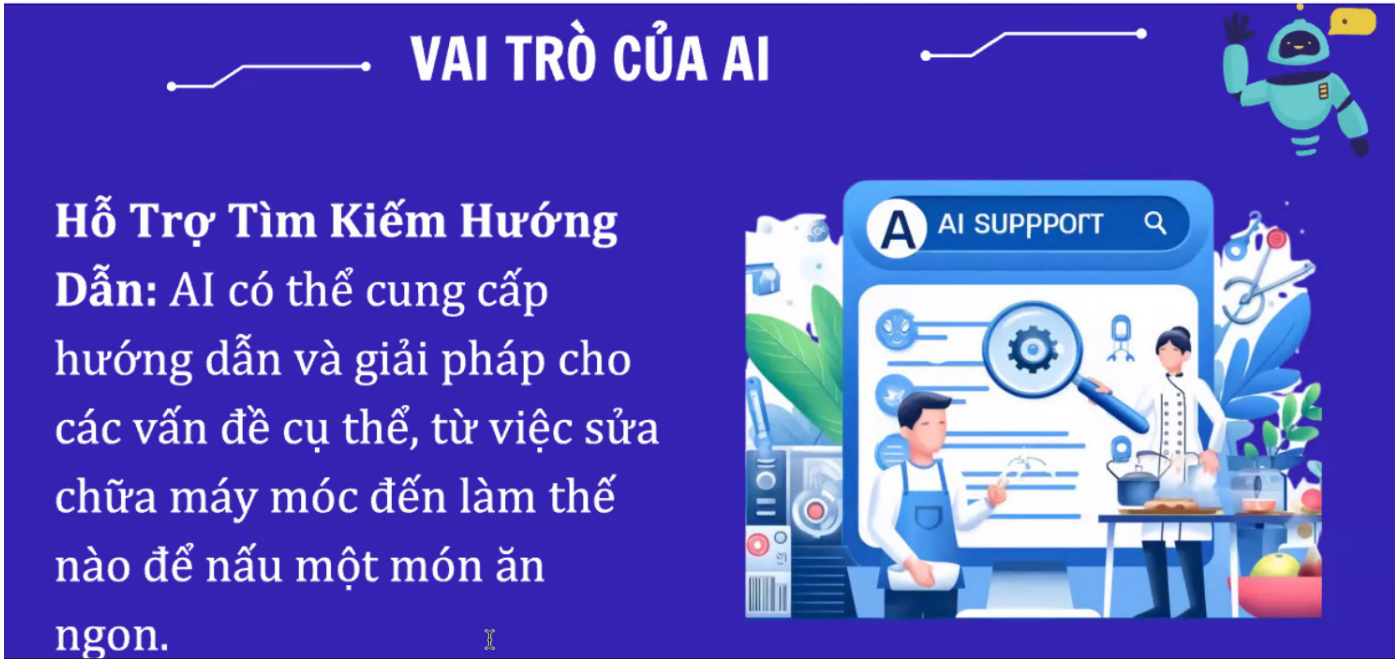 VAI TRÒ CỦA AI
Hỗ Trợ Tìm Kiếm Hướng
Dẫn: AI có thể cung cấp
hướng dẫn và giải pháp cho
các vấn đề cụ thể, từ việc sửa
chữa máy móc đến làm thế
nào để nấu một món ăn
ngon.
A AI SUPPPORT